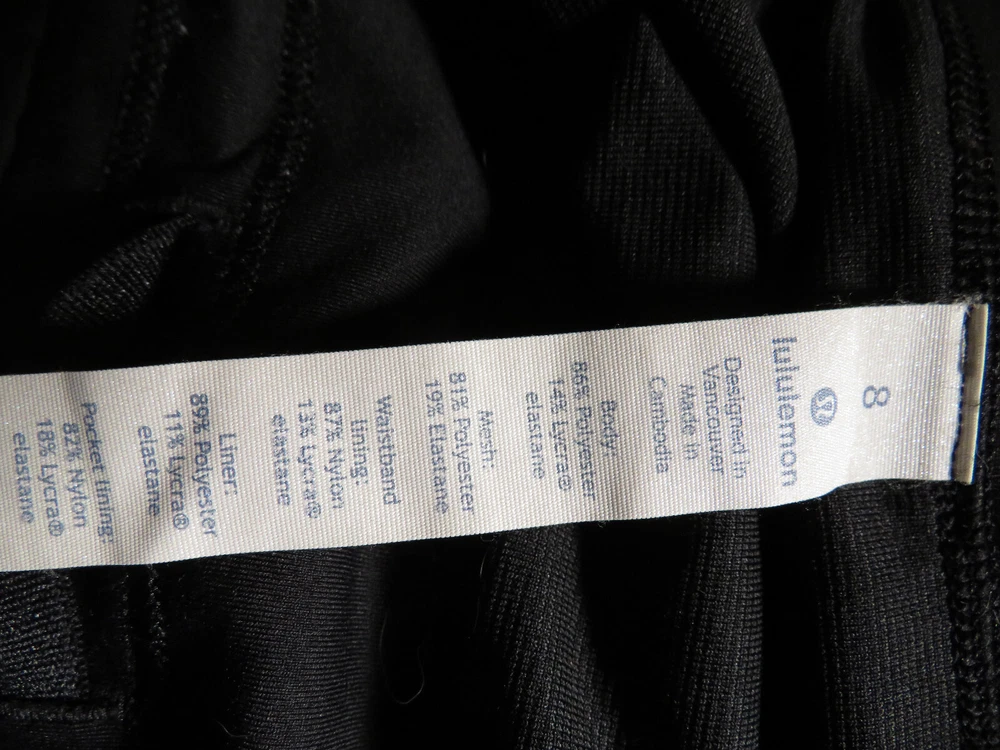 8
lululemon
Designed in
Vancouver
Made in
Cambodia
Body:
86% Polyester
14% Lycra®
elastane
Mesh:
81% Polyester
19% Elastane
Waistband
lining:
87% Nylon
13% Lycra®
elastane
Liner:
89% Polyester
11% Lycra®
elastane
Pocket lining:
82% Nylon
18% Lycra®
elastane